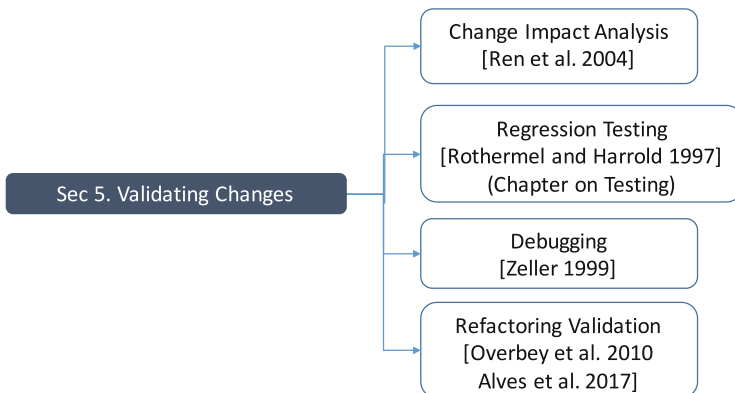 Change Impact Analysis
[Ren et al. 2004]
Regression Testing
[Rothermel and Harrold 1997]
(Chapter on Testing)
Sec 5. Validating Changes
Debugging
[Zeller 1999]
Refactoring Validation
[Overbey et al. 2010
Alves et al. 2017]